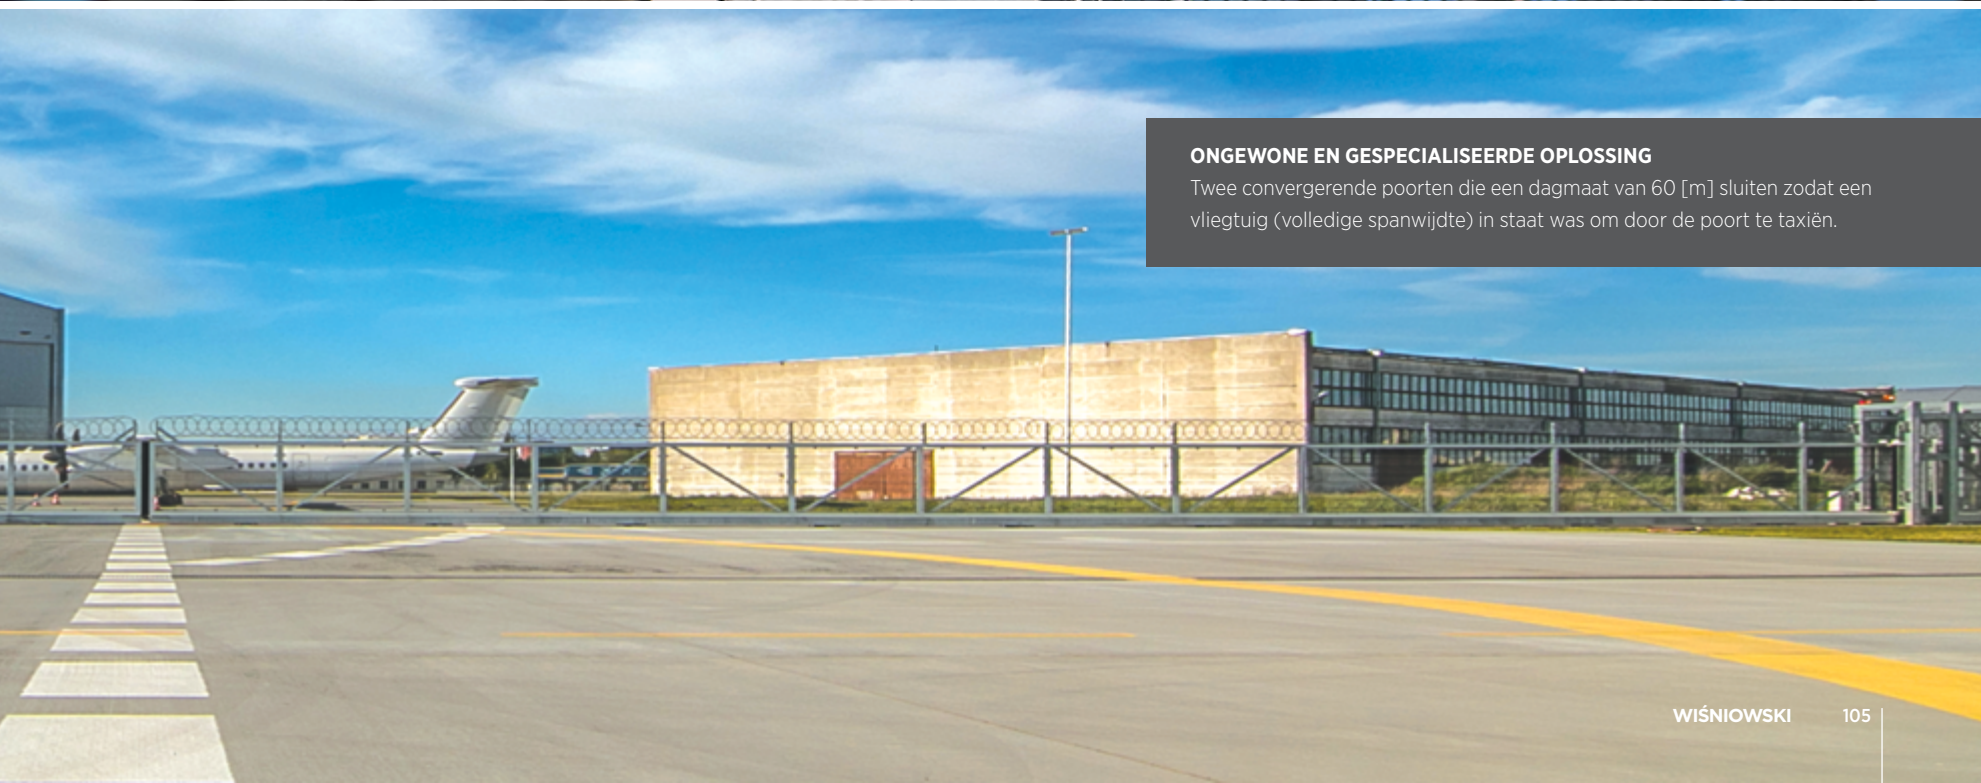 ONGEWONE EN GESPECIALISEERDE OPLOSSING
Twee convergerende poorten die een dagmaat van 60 [m] sluiten zodat een
vliegtuig (volledige spanwijdte) in staat was om door de poort te taxiën.
WIŚNIOWSKI 105